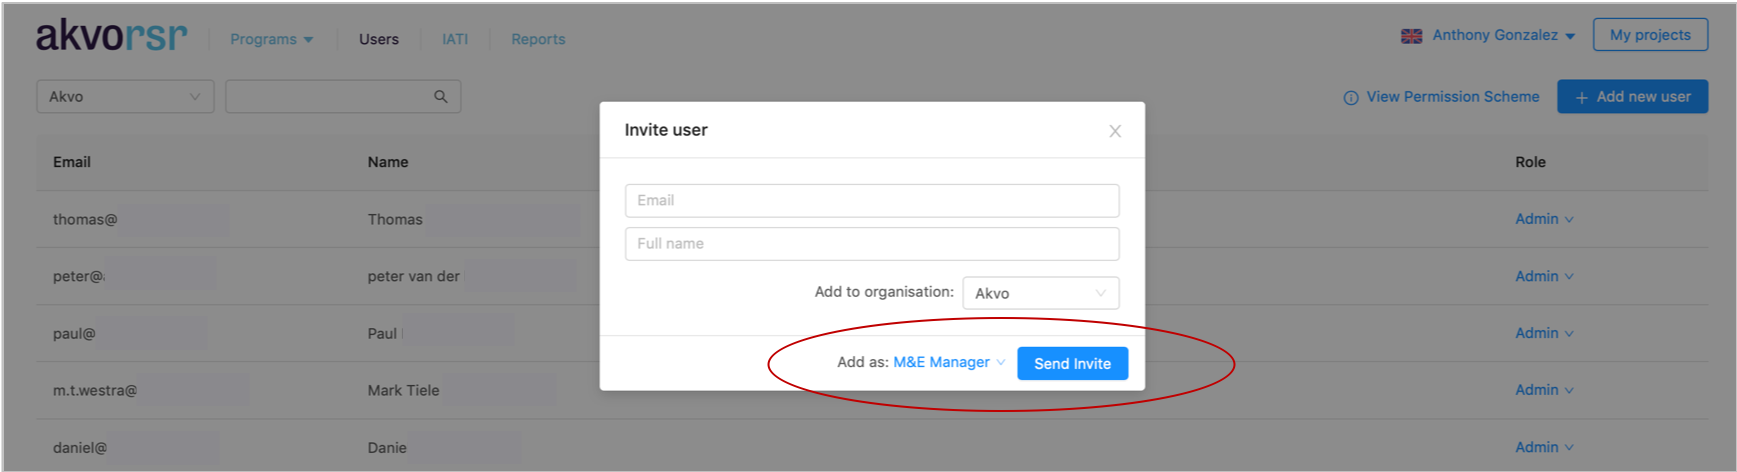 akvorsr Programs Users IATI Reports Anthony Gonzalez My projects
Akvo View Permission Scheme + Add new user
Invite user
Email Name Role
Email
thomas@ Thomas Admin
Full name
peter@ peter van der Admin
Add to organisation: Akvo
paul@ Paul Admin
Add as: M&E Manager Send Invite
m.t.westra@ Mark Tiele Admin
daniel@ Danie Admin